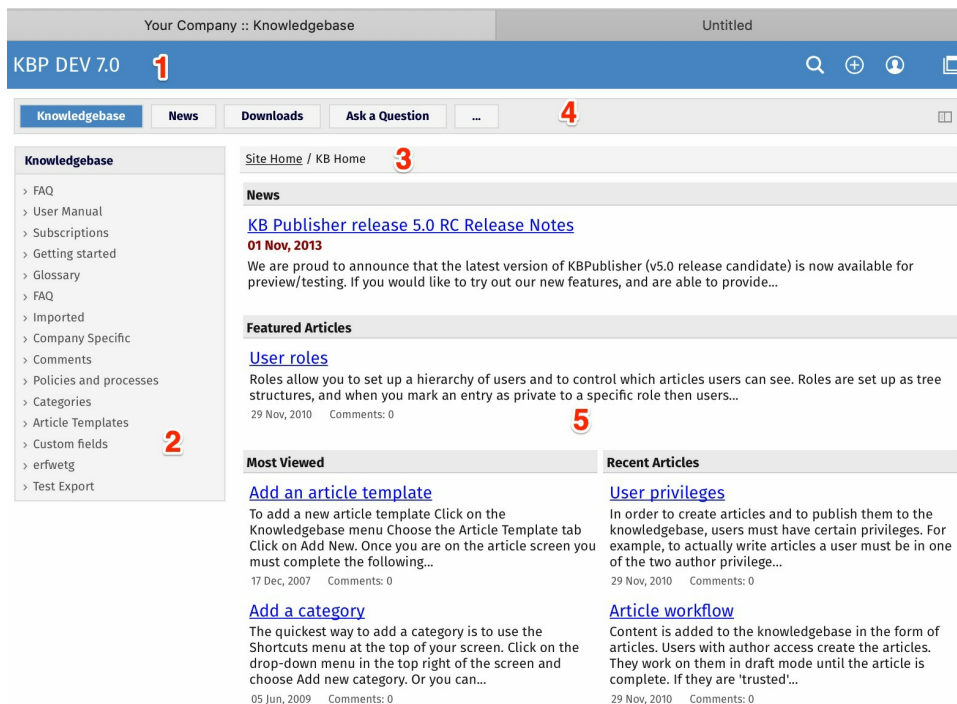 Your Company :: Knowledgebase
Untitled
KBP DEV 7.0
1
Knowledgebase
News
Downloads
Ask a Question
...
4
Knowledgebase
> FAQ
> User Manual
> Subscriptions
> Getting started
> Glossary
> FAQ
> Imported
> Company Specific
> Comments
> Policies and processes
> Categories
> Article Templates
> Custom fields
> erfwetg
> Test Export
2
Site Home / KB Home
3
News
KB Publisher release 5.0 RC Release Notes
01 Nov, 2013
We are proud to announce that the latest version of KBPublisher (v5.0 release candidate) is now available for
preview/testing. If you would like to try out our new features, and are able to provide...
Featured Articles
User roles
Roles allow you to set up a hierarchy of users and to control which articles users can see. Roles are set up as tree
structures, and when you mark an entry as private to a specific role then users...
29 Nov, 2010 Comments: 0
5
Most Viewed
Add an article template
To add a new article template Click on the
Knowledgebase menu Choose the Article Template tab
Click on Add New. Once you are on the article screen you
must complete the following...
17 Dec, 2007 Comments: 0
Add a category
The quickest way to add a category is to use the
Shortcuts menu at the top of your screen. Click on the
drop-down menu in the top right of the screen and
choose Add new category. Or you can...
05 Jun, 2009 Comments: 0
Recent Articles
User privileges
In order to create articles and to publish them to the
knowledgebase, users must have certain privileges. For
example, to actually write articles a user must be in one
of the two author privilege...
29 Nov, 2010 Comments: 0
Article workflow
Content is added to the knowledgebase in the form of
articles. Users with author access create the articles.
They work on them in draft mode until the article is
complete. If they are 'trusted'...
29 Nov, 2010 Comments: 0